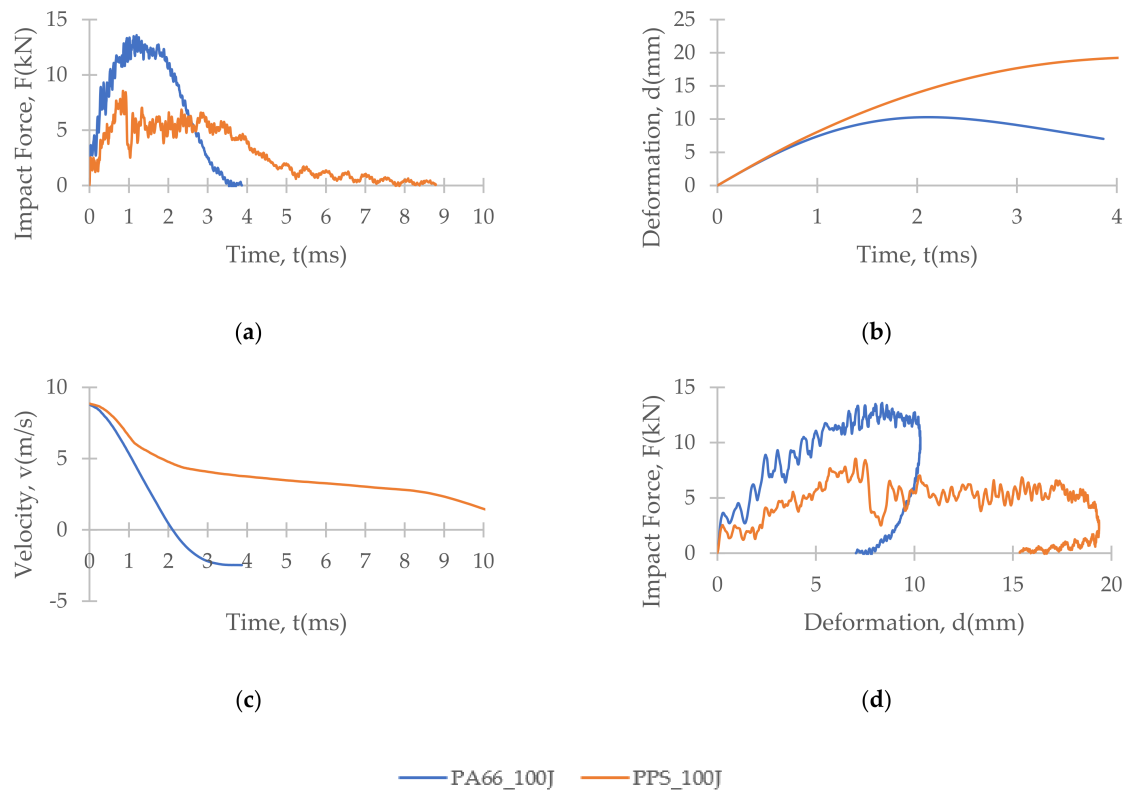 Impact Force, F(kN)
15
10
5
0
0 1 2 3 4 5 6 7 8 9 10
Time, t(ms)
(a)
Deformation, d(mm)
25
20
15
10
5
0
0 1 2 3 4
Time, t(ms)
(b)
Velocity, v(m/s)
10
5
0
-5
0 1 2 3 4 5 6 7 8 9 10
Time, t(ms)
(c)
Impact Force, F(kN)
15
10
5
0
0 5 10 15 20
Deformation, d(mm)
(d)
PA66_100J PPS_100J